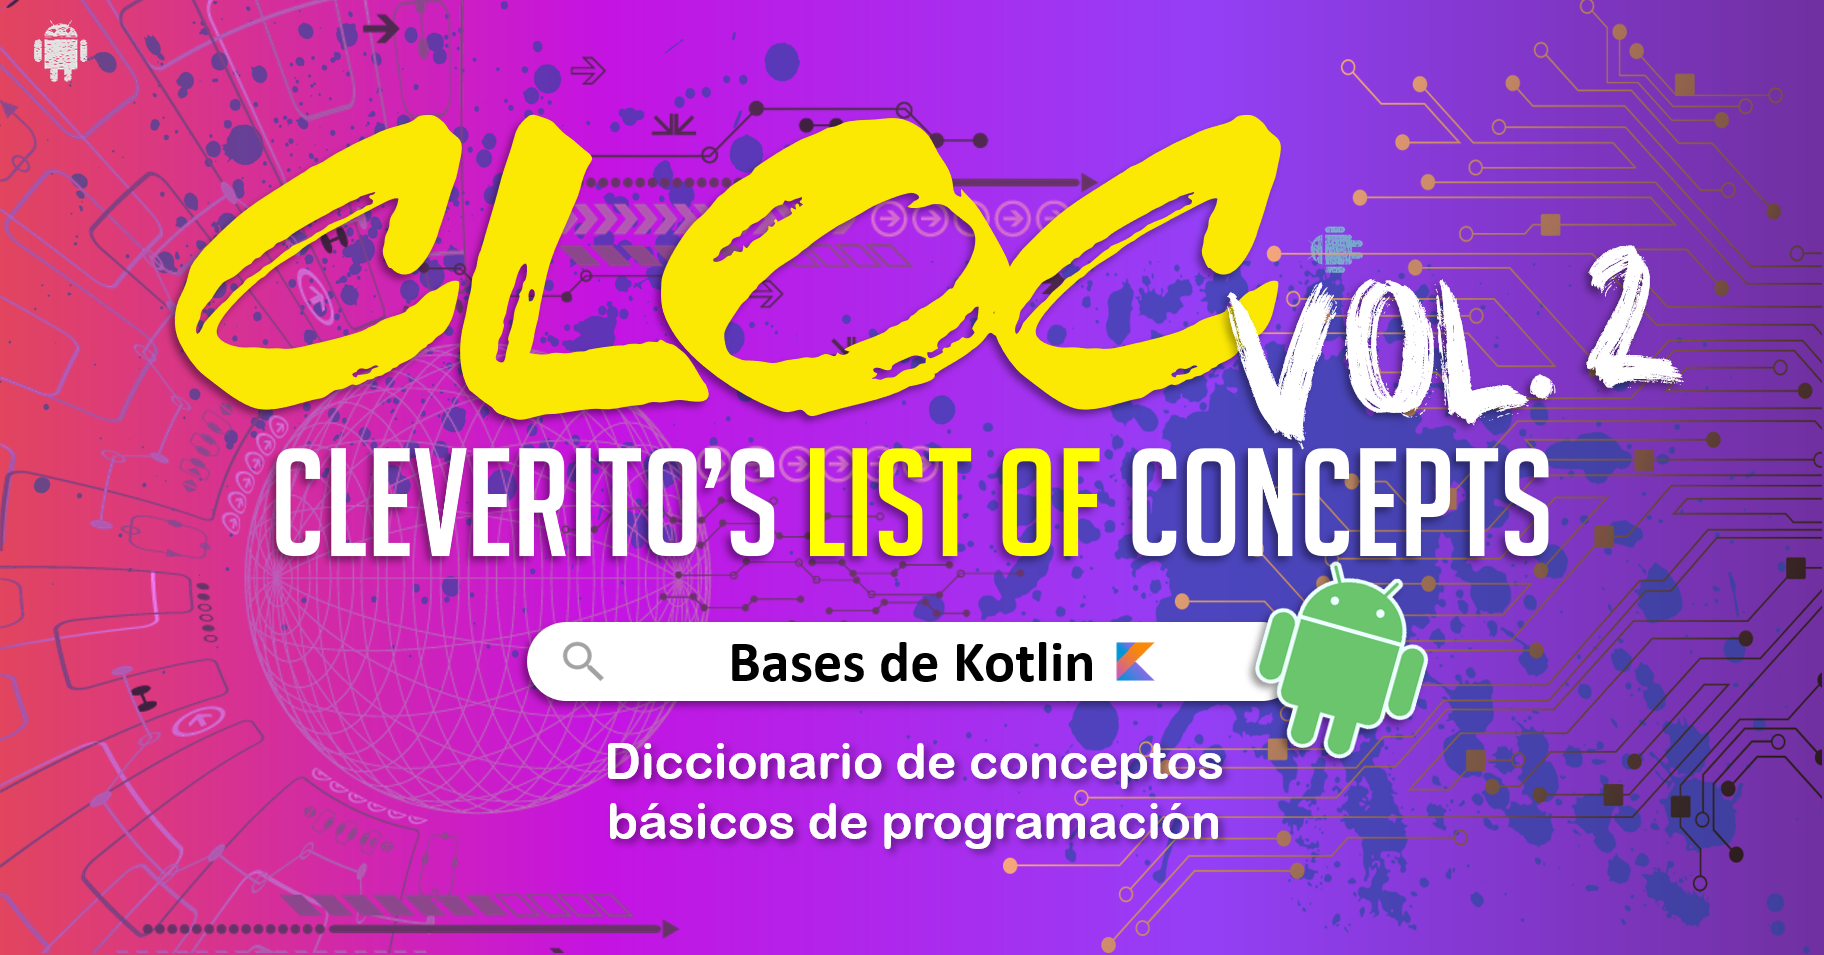 CLOC VOL. 2
CLEVERITO'S LIST OF CONCEPTS
Bases de Kotlin
Diccionario de conceptos
básicos de programación